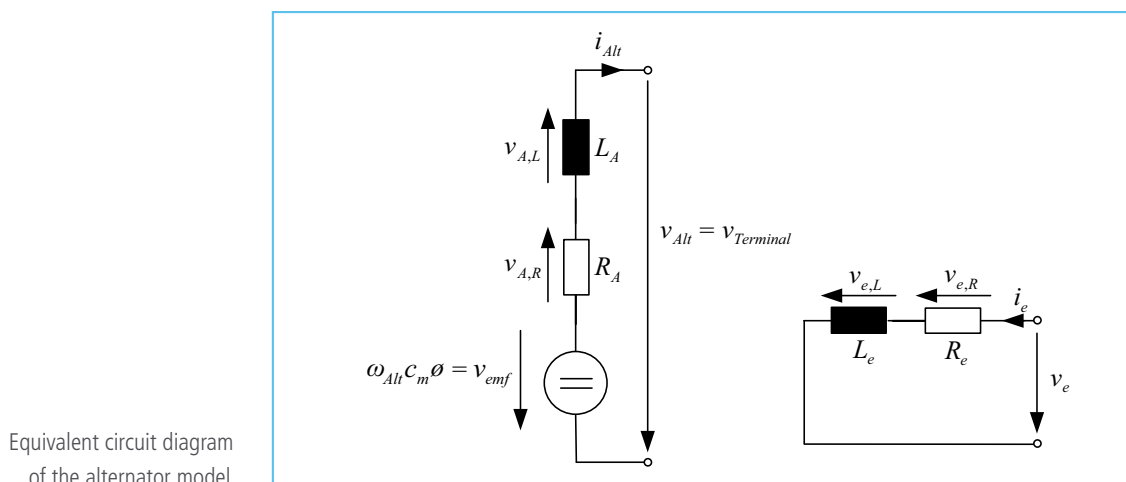 i_Alt
v_A,L
L_A
v_Alt = v_Terminal
v_A,R
R_A
v_e,L
v_e,R
i_e
L_e
R_e
ω_Alt c_m ø = v_emf
v_e
Equivalent circuit diagram
of the alternator model